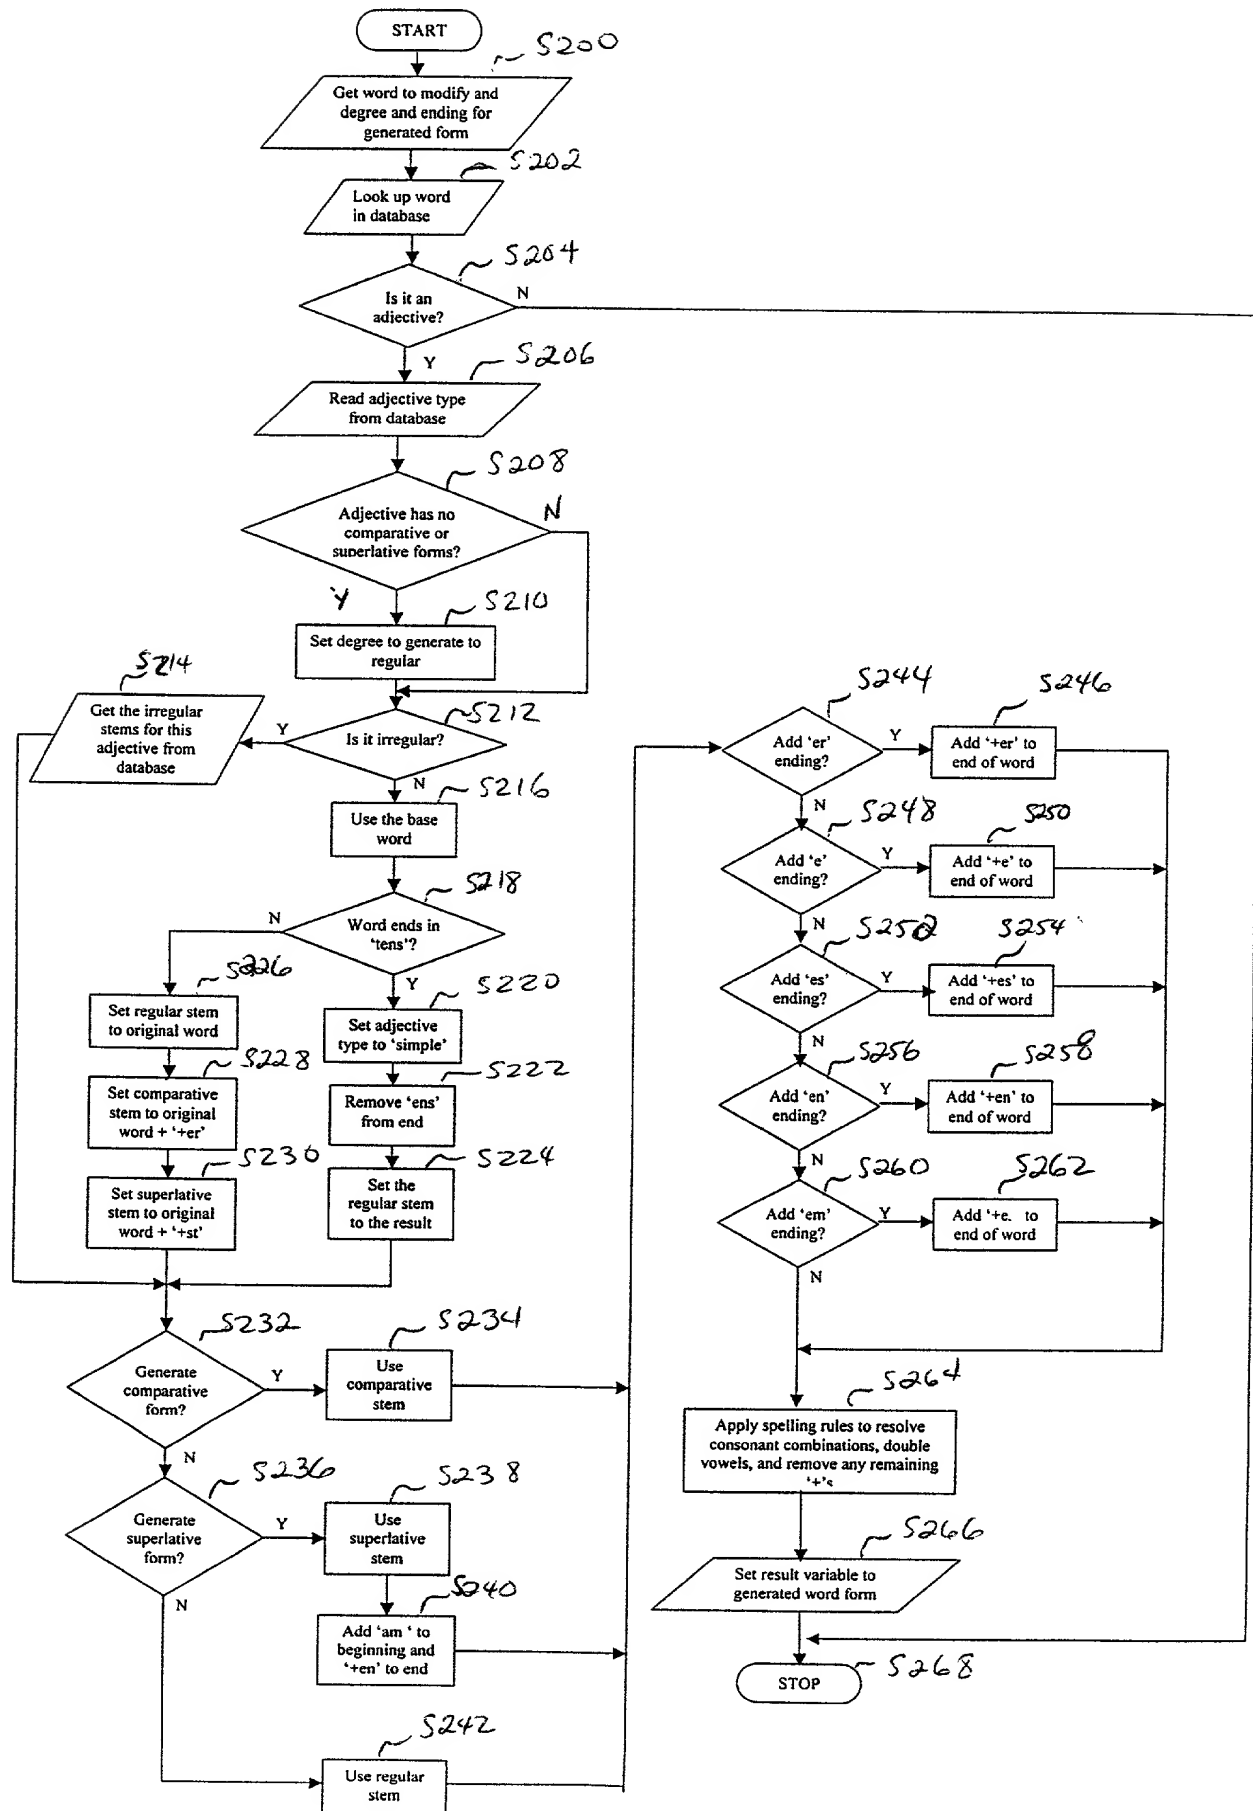 START
S200
Get word to modify and
degree and ending for
generated form
S202
Look up word
in database
S204
Is it an
adjective?
N
Y
S206
Read adjective type
from database
S208
Adjective has no
comparative or
superlative forms?
N
Y
S210
Set degree to generate to
regular
S214
Get the irregular
stems for this
adjective from
database
S212
Y
Is it irregular?
N
S216
Use the base
word
S218
N
Word ends in
'tens'?
Y
S226
Set regular stem
to original word
S228
Set comparative
stem to original
word + '+er'
S230
Set superlative
stem to original
word + '+st'
S220
Set adjective
type to 'simple'
S222
Remove 'ens'
from end
S224
Set the
regular stem
to the result
S232
Generate
comparative
form?
Y
N
S234
Use
comparative
stem
S236
Generate
superlative
form?
Y
N
S238
Use
superlative
stem
S240
Add 'am ' to
beginning and
'+en' to end
S242
Use regular
stem
S244
Add 'er'
ending?
Y
N
S246
Add '+er' to
end of word
S248
Add 'e'
ending?
Y
N
S250
Add '+e' to
end of word
S252
Add 'es'
ending?
Y
N
S254
Add '+es' to
end of word
S256
Add 'en'
ending?
Y
N
S258
Add '+en' to
end of word
S260
Add 'em'
ending?
Y
N
S262
Add '+e. to
end of word
S264
Apply spelling rules to resolve
consonant combinations, double
vowels, and remove any remaining
'+'s
S266
Set result variable to
generated word form
STOP
S268